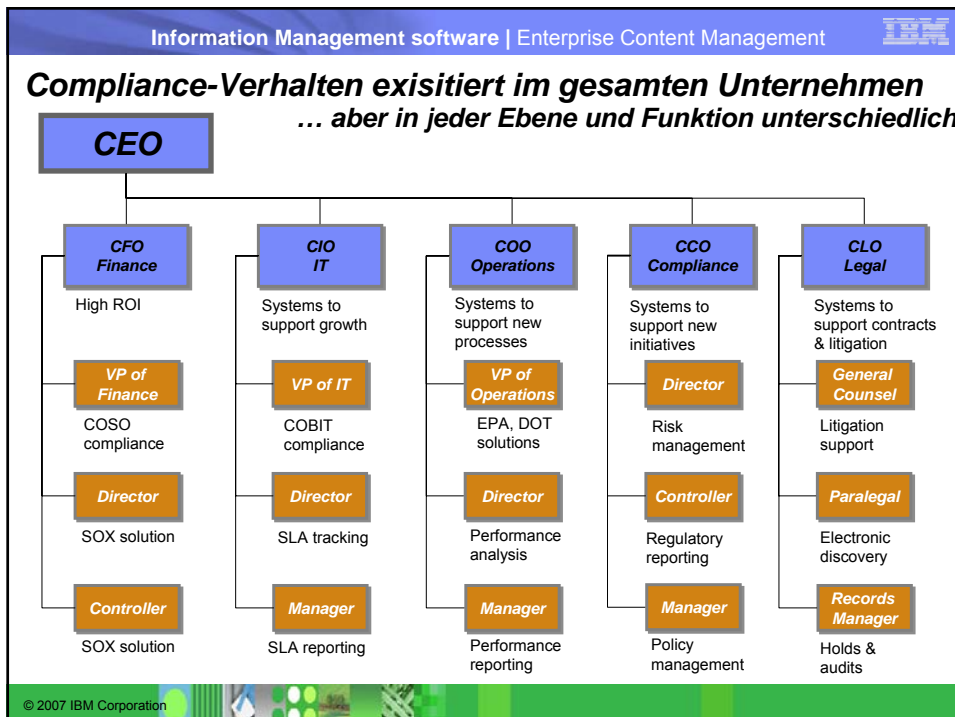 Information Management software | Enterprise Content Management
IBM
Compliance-Verhalten exisitiert im gesamten Unternehmen
… aber in jeder Ebene und Funktion unterschiedlich
CEO
CFO
Finance
High ROI
VP of
Finance
COSO
compliance
Director
SOX solution
Controller
SOX solution
CIO
IT
Systems to
support growth
VP of IT
COBIT
compliance
Director
SLA tracking
Manager
SLA reporting
COO
Operations
Systems to
support new
processes
VP of
Operations
EPA, DOT
solutions
Director
Performance
analysis
Manager
Performance
reporting
CCO
Compliance
Systems to
support new
initiatives
Director
Risk
management
Controller
Regulatory
reporting
Manager
Policy
management
CLO
Legal
Systems to
support contracts
& litigation
General
Counsel
Litigation
support
Paralegal
Electronic
discovery
Records
Manager
Holds &
audits
© 2007 IBM Corporation